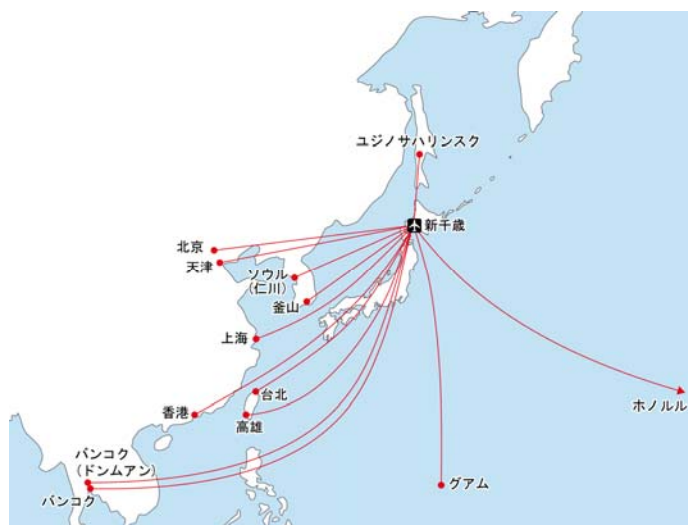 ユジノサハリンスク
新千歳
北京
天津
ソウル
(仁川)
釜山
上海
台北
香港
高雄
ホノルル
バンコク
(ドンムアン)
バンコク
グアム